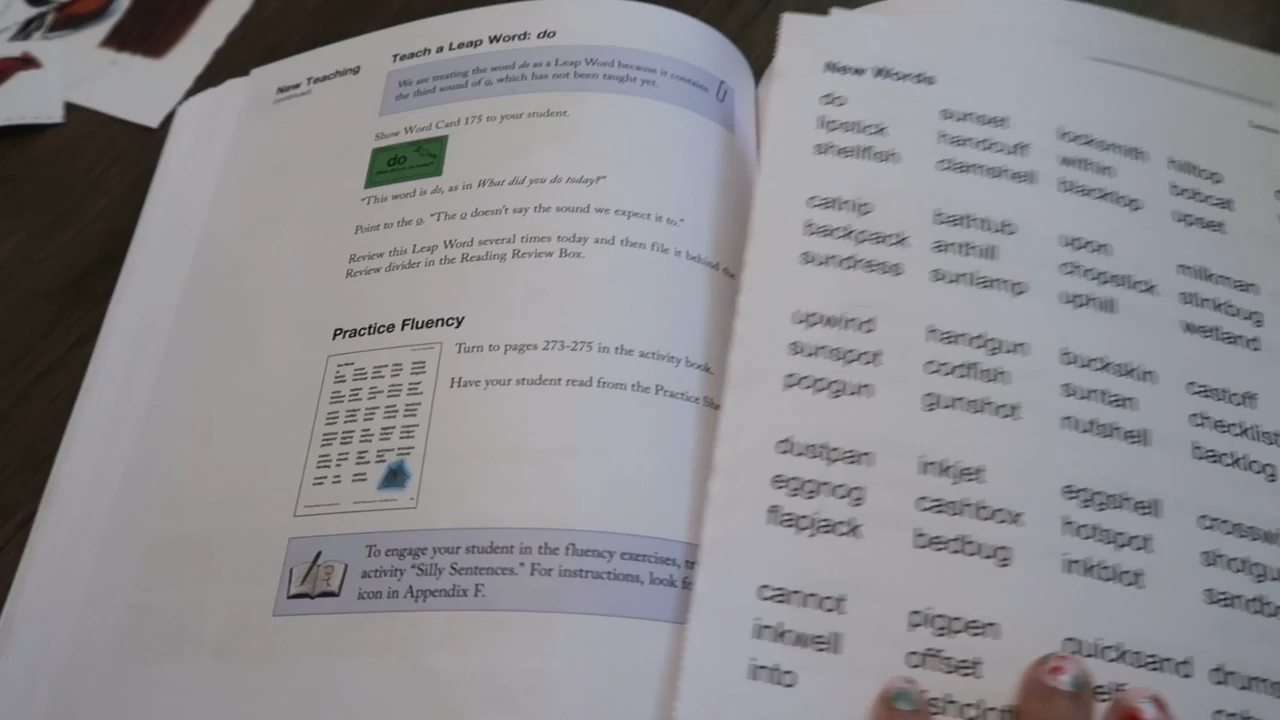 New Teaching
(continued)
Teach a Leap Word: do
We are treating the word do as a Leap Word because it contains
the third sound of o, which has not been taught yet.
Show Word Card 175 to your student.
do
"This word is do, as in What did you do today?"
Point to the o. "The o doesn't say the sound we expect it to."
Review this Leap Word several times today and then file it behind the
Review divider in the Reading Review Box.
Practice Fluency
Turn to pages 273-275 in the activity book.
Have your student read from the Practice
To engage your student in the fluency exercises,
activity "Silly Sentences." For instructions, look
icon in Appendix F.
New Words
do sunset locksmith hilltop
lipstick handcuff within bobcat
shellfish clamshell blacktop upset
catnip bathtub upon milkman
backpack anthill chopstick stinkbug
sundress sunlamp uphill wetland
upwind handgun buckskin castoff
sunspot codfish suntan checklist
popgun gunshot nutshell backlog
dustpan inkjet eggshell
eggnog cashbox hotspot
flapjack bedbug inkblot
cannot pigpen quicksand
inkwell offset
into